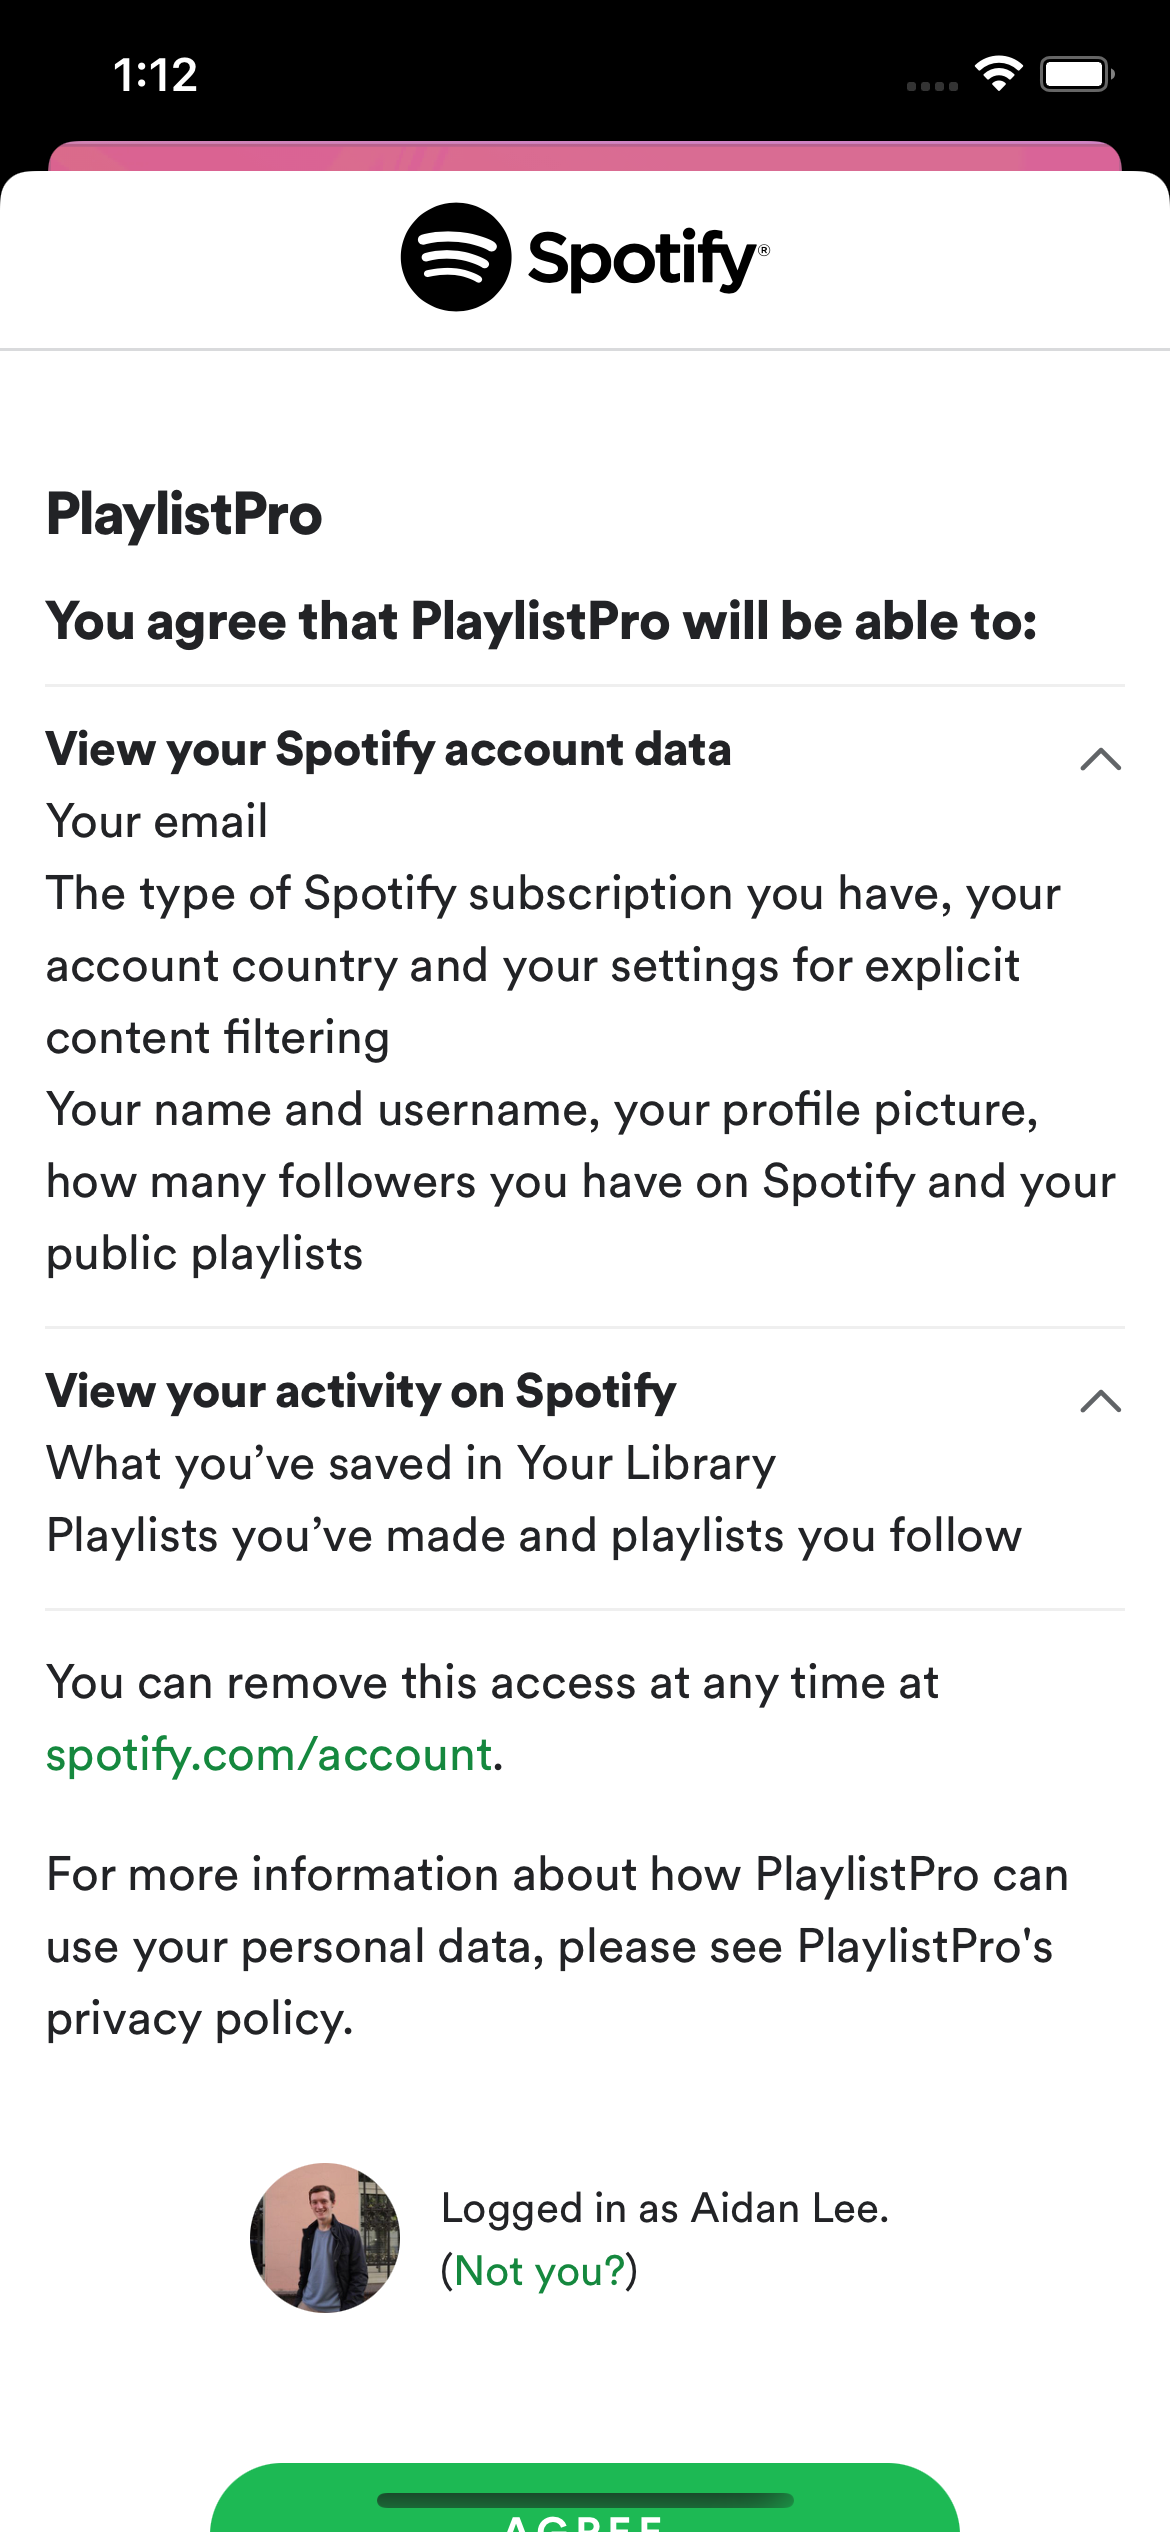 1:12
Spotify®
PlaylistPro
You agree that PlaylistPro will be able to:
View your Spotify account data
Your email
The type of Spotify subscription you have, your
account country and your settings for explicit
content filtering
Your name and username, your profile picture,
how many followers you have on Spotify and your
public playlists
View your activity on Spotify
What you’ve saved in Your Library
Playlists you’ve made and playlists you follow
You can remove this access at any time at
spotify.com/account.
For more information about how PlaylistPro can
use your personal data, please see PlaylistPro's
privacy policy.
Logged in as Aidan Lee.
(Not you?)
AGREE